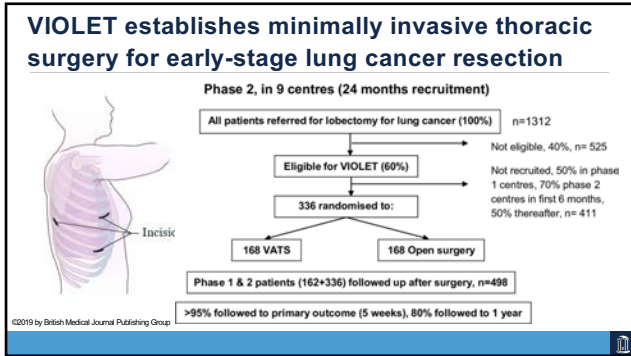 VIOLET establishes minimally invasive thoracic
surgery for early-stage lung cancer resection
Phase 2, in 9 centres (24 months recruitment)
All patients referred for lobectomy for lung cancer (100%)
n=1312
Not eligible, 40%, n= 525
Eligible for VIOLET (60%)
Not recruited, 50% in phase
1 centres, 70% phase 2
centres in first 6 months,
50% thereafter, n= 411
336 randomised to:
Incisic
168 VATS
168 Open surgery
Phase 1 & 2 patients (162+336) followed up after surgery, n=498
>95% followed to primary outcome (5 weeks), 80% followed to 1 year
©2019 by British Medical Journal Publishing Group